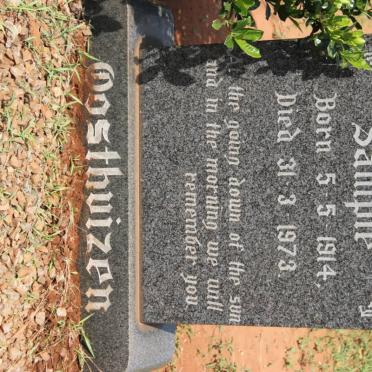 Sample
Born 5. 5. 1914.
Died 31. 3. 1973.
the going down of the sun
and in the morning we will
remember you
Oosthuizen